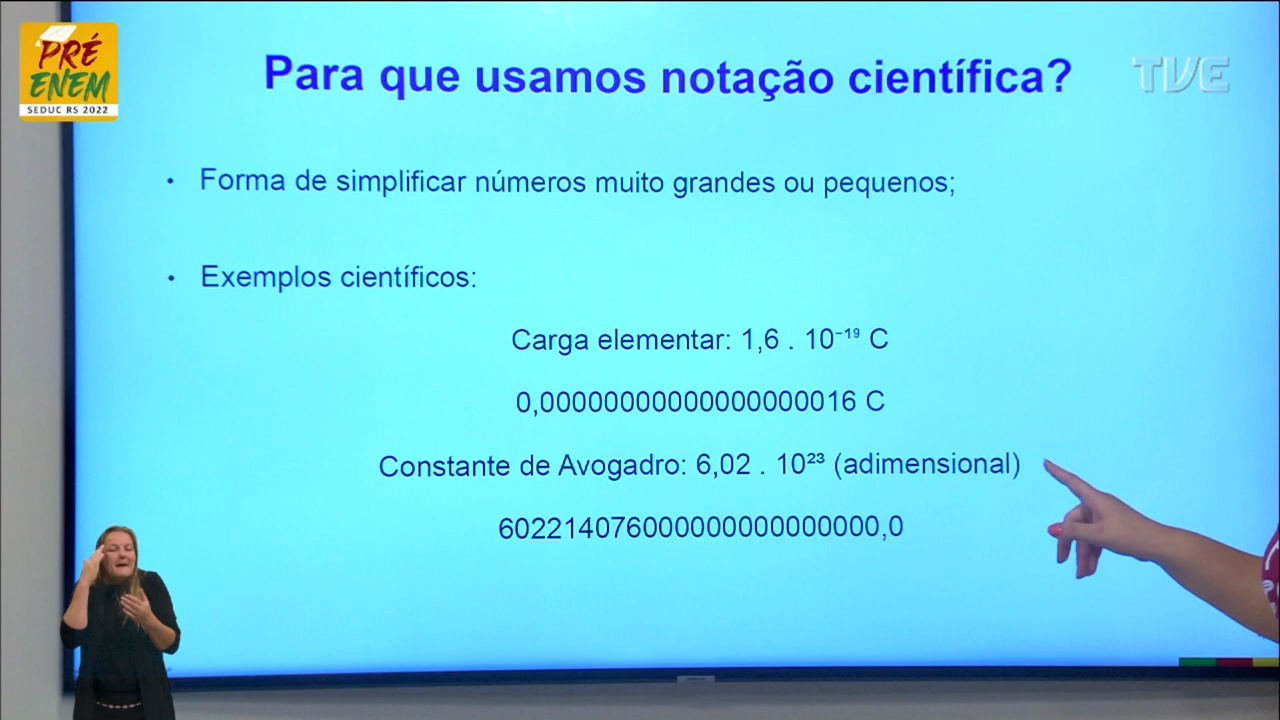 PRÉ
ENEM
SEDUC RS 2022
Para que usamos notação científica?
TVE
• Forma de simplificar números muito grandes ou pequenos;
• Exemplos científicos:
Carga elementar: 1,6 . 10⁻¹⁹ C
0,00000000000000000016 C
Constante de Avogadro: 6,02 . 10²³ (adimensional)
602214076000000000000000,0